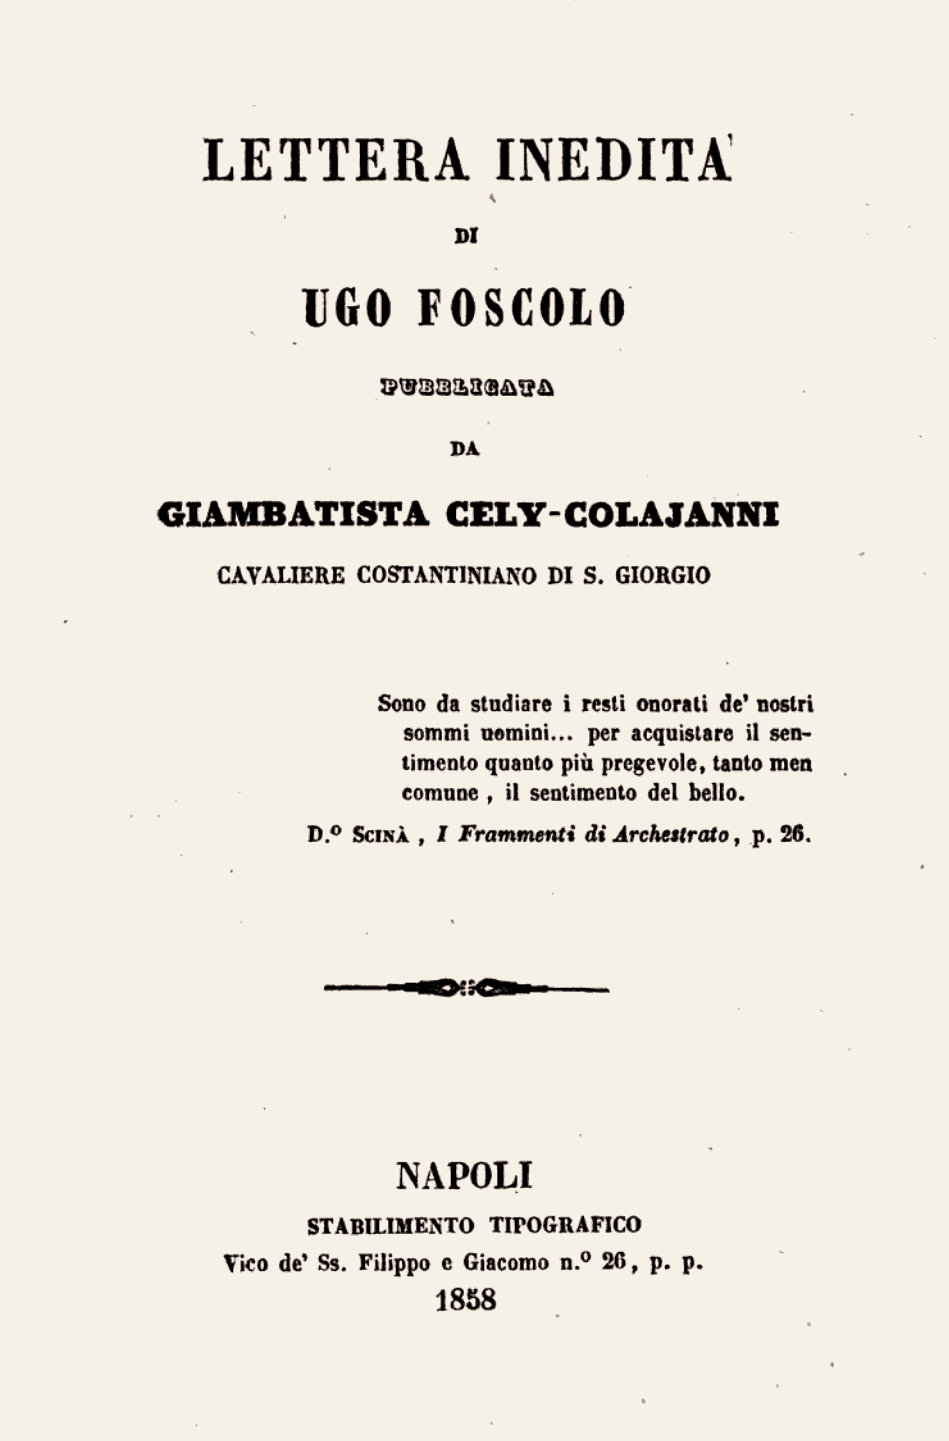 LETTERA INEDITA'
DI
UGO FOSCOLO
PUBBLICATA
DA
GIAMBATISTA CELY-COLAJANNI
CAVALIERE COSTANTINIANO DI S. GIORGIO
Sono da studiare i resti onorati de' nostri
sommi uomini... per acquistare il sen-
timento quanto più pregevole, tanto men
comune , il sentimento del bello.
D.º SCINÀ , I Frammenti di Archestrato, p. 26.
NAPOLI
STABILIMENTO TIPOGRAFICO
Vico de' Ss. Filippo e Giacomo n.º 26, p. p.
1858